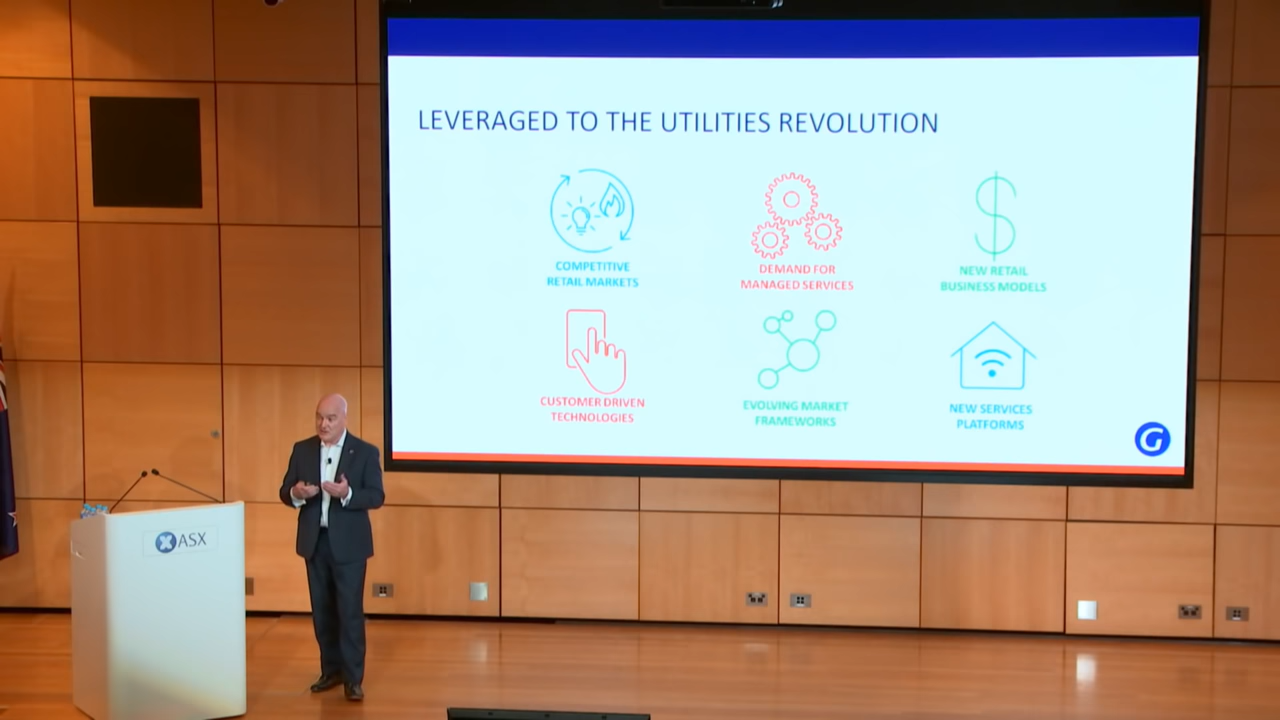 LEVERAGED TO THE UTILITIES REVOLUTION
COMPETITIVE
RETAIL MARKETS
DEMAND FOR
MANAGED SERVICES
NEW RETAIL
BUSINESS MODELS
CUSTOMER DRIVEN
TECHNOLOGIES
EVOLVING MARKET
FRAMEWORKS
NEW SERVICES
PLATFORMS
G
ASX